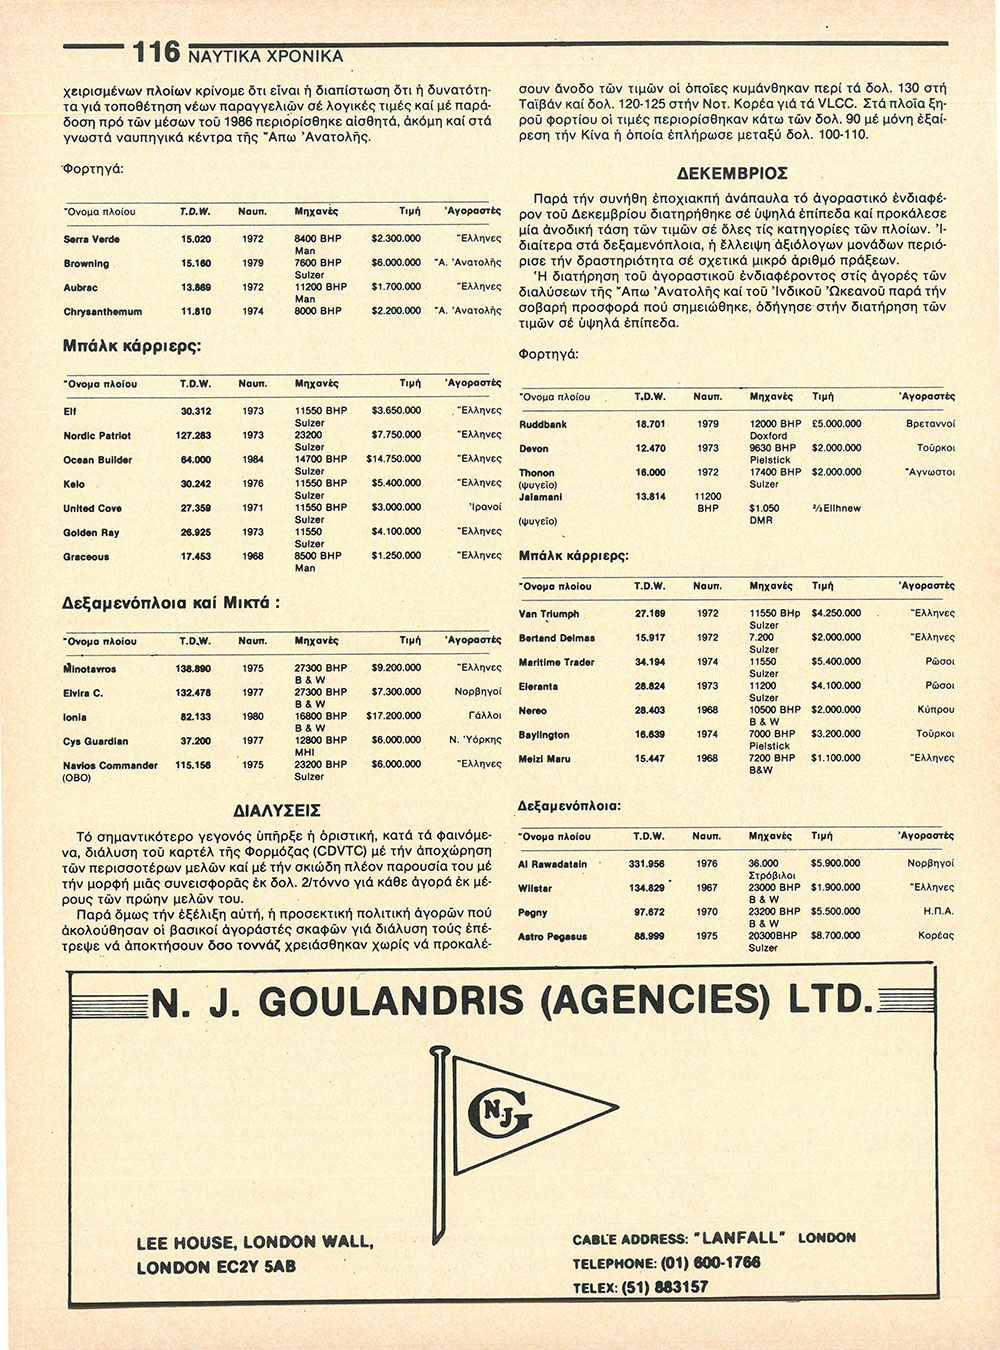 116 ΝΑΥΤΙΚΑ ΧΡΟΝΙΚΑ
χειρισμένων πλοίων κρίνομε ὅτι εἶναι ἡ διαπίστωση ὅτι ἡ δυνατότη-
τα γιά τοποθέτηση νέων παραγγελιῶν σέ λογικές τιμές καί μέ παρά-
δοση πρό τῶν μέσων τοῦ 1986 περιορίσθηκε αἰσθητά, ἀκόμη καί στά
γνωστά ναυπηγικά κέντρα τῆς Ἄπω Ἀνατολῆς.
Φορτηγά:
Ὄνομα πλοίου T.D.W. Ναυπ. Μηχανές Τιμή Ἀγοραστές
Serra Verde 15.020 1972 8400 BHP $2.300.000 Ἕλληνες
Man
Browning 15.160 1979 7600 BHP $6.000.000 Ἄ. Ἀνατολῆς
Sulzer
Aubrac 13.869 1972 11200 BHP $1.700.000 Ἕλληνες
Man
Chrysanthemum 11.810 1974 8000 BHP $2.200.000 Ἄ. Ἀνατολῆς
Μπάλκ κάρριερς:
Ὄνομα πλοίου T.D.W. Ναυπ. Μηχανές Τιμή Ἀγοραστές
Elf 30.312 1973 11550 BHP $3.650.000 Ἕλληνες
Sulzer
Nordic Patriot 127.283 1973 23200 $7.750.000 Ἕλληνες
Sulzer
Ocean Builder 64.000 1984 14700 BHP $14.750.000 Ἕλληνες
Sulzer
Kelo 30.242 1976 11550 BHP $5.400.000 Ἕλληνες
Sulzer
United Cove 27.359 1971 11550 BHP $3.000.000 Ἰρανοί
Sulzer
Golden Ray 26.925 1973 11550 $4.100.000 Ἕλληνες
Sulzer
Graceous 17.453 1968 8500 BHP $1.250.000 Ἕλληνες
Man
Δεξαμενόπλοια καί Μικτά :
Ὄνομα πλοίου T.D.W. Ναυπ. Μηχανές Τιμή Ἀγοραστές
Minotavros 138.890 1975 27300 BHP $9.200.000 Ἕλληνες
B & W
Elvira C. 132.478 1977 27300 BHP $7.300.000 Νορβηγοί
B & W
Ionia 82.133 1980 16800 BHP $17.200.000 Γάλλοι
B & W
Cys Guardian 37.200 1977 12800 BHP $6.000.000 Ν. Ὑόρκης
MHI
Navios Commander 115.156 1975 23200 BHP $6.000.000 Ἕλληνες
(OBO) Sulzer
ΔΙΑΛΥΣΕΙΣ
Τό σημαντικότερο γεγονός ὑπῆρξε ἡ ὁριστική, κατά τά φαινόμε-
να, διάλυση τοῦ καρτέλ τῆς Φορμόζας (CDVTC) μέ τήν ἀποχώρηση
τῶν περισσοτέρων μελῶν καί μέ τήν σκιώδη πλέον παρουσία του μέ
τήν μορφή μιᾶς συνεισφορᾶς ἐκ δολ. 2/τόννο γιά κάθε ἀγορά ἐκ μέ-
ρους τῶν πρώην μελῶν του.
Παρά ὅμως τήν ἐξέλιξη αὐτή, ἡ προσεκτική πολιτική ἀγορῶν πού
ἀκολούθησαν οἱ βασικοί ἀγοράστές σκαφῶν γιά διάλυση τούς ἐπέ-
τρεψε νά ἀποκτήσουν ὅσο τοννάζ χρειάσθηκαν χωρίς νά προκαλέ-
σουν ἄνοδο τῶν τιμῶν οἱ ὁποῖες κυμάνθηκαν περί τά δολ. 130 στή
Ταϊβάν καί δολ. 120-125 στήν Νοτ. Κορέα γιά τά VLCC. Στά πλοῖα ξη-
ροῦ φορτίου οἱ τιμές περιορίσθηκαν κάτω τῶν δολ. 90 μέ μόνη ἐξαί-
ρεση τήν Κίνα ἡ ὁποία ἐπλήρωσε μεταξύ δολ. 100-110.
ΔΕΚΕΜΒΡΙΟΣ
Παρά τήν συνήθη ἐποχιακπή ἀνάπαυλα τό ἀγοραστικό ἐνδιαφέ-
ρον τοῦ Δεκεμβρίου διατηρήθηκε σέ ὑψηλά ἐπίπεδα καί προκάλεσε
μία ἀνοδική τάση τῶν τιμῶν σέ ὅλες τίς κατηγορίες τῶν πλοίων. Ἰ-
διαίτερα στά δεξαμενόπλοια, ἡ ἔλλειψη ἀξιόλογων μονάδων περιό-
ρισε τήν δραστηριότητα σέ σχετικά μικρό ἀριθμό πράξεων.
Ἡ διατήρηση τοῦ ἀγοραστικοῦ ἐνδιαφέροντος στίς ἀγορές τῶν
διαλύσεων τῆς Ἄπω Ἀνατολῆς καί τοῦ Ἰνδικοῦ Ὠκεανοῦ παρά τήν
σοβαρή προσφορά πού σημειώθηκε, ὁδήγησε στήν διατήρηση τῶν
τιμῶν σέ ὑψηλά ἐπίπεδα.
Φορτηγά:
Ὄνομα πλοίου T.D.W. Ναυπ. Μηχανές Τιμή Ἀγοραστές
Ruddbank 18.701 1979 12000 BHP £5.000.000 Βρεταννοί
Doxford
Devon 12.470 1973 9630 BHP $2.000.000 Τοῦρκοι
Pielstick
Thonon 16.000 1972 17400 BHP $2.000.000 Ἄγνωστοι
(ψυγεῖο) Sulzer
Jalamani 13.814 11200
BHP $1.050 ⅔Ellhnew
(ψυγεῖο) DMR
Μπάλκ κάρριερς:
Ὄνομα πλοίου T.D.W. Ναυπ. Μηχανές Τιμή Ἀγοραστές
Van Triumph 27.169 1972 11550 BHp $4.250.000 Ἕλληνες
Sulzer
Bertand Delmas 15.917 1972 7.200 $2.000.000 Ἕλληνες
Sulzer
Maritime Trader 34.194 1974 11550 $5.400.000 Ρῶσοι
Sulzer
Eleranta 28.824 1973 11200 $4.100.000 Ρῶσοι
Sulzer
Nereo 28.403 1968 10500 BHP $2.000.000 Κύπρου
B & W
Baylington 16.639 1974 7000 BHP $3.200.000 Τοῦρκοι
Pielstick
Meizi Maru 15.447 1968 7200 BHP $1.100.000 Ἕλληνες
B&W
Δεξαμενόπλοια:
Ὄνομα πλοίου T.D.W. Ναυπ. Μηχανές Τιμή Ἀγοραστές
Al Rawadatain 331.956 1976 36.000 $5.900.000 Νορβηγοί
Στρόβιλοι
Wilstar 134.829 1967 23000 BHP $1.900.000 Ἕλληνες
B & W
Pegny 97.672 1970 23200 BHP $5.500.000 Η.Π.Α.
B & W
Astro Pegasus 88.999 1975 20300BHP $8.700.000 Κορέας
Sulzer
N. J. GOULANDRIS (AGENCIES) LTD.
NJG
LEE HOUSE, LONDON WALL,
LONDON EC2Y 5AB
CABLE ADDRESS: "LANFALL" LONDON
TELEPHONE: (01) 600-1766
TELEX: (51) 883157